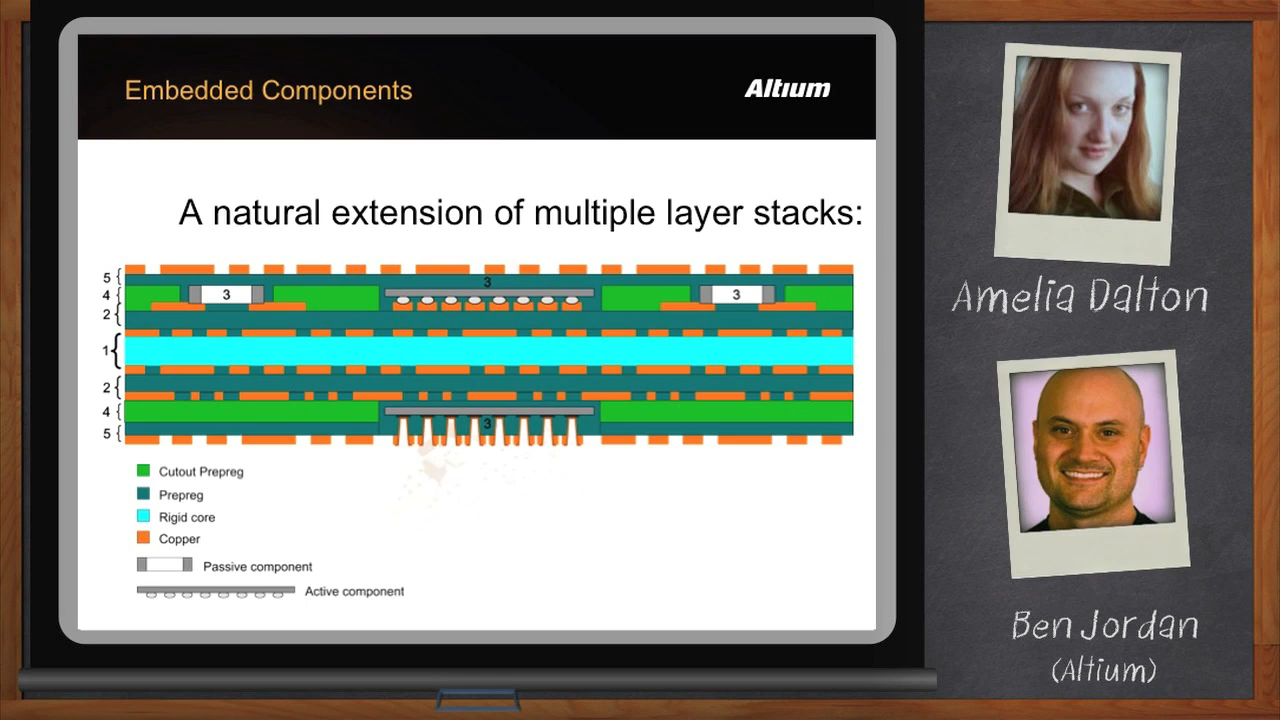 Embedded Components
Altium
A natural extension of multiple layer stacks:
5
4
2
1
2
4
5
3
3
3
3
Cutout Prepreg
Prepreg
Rigid core
Copper
Passive component
Active component
Amelia Dalton
Ben Jordan
(Altium)